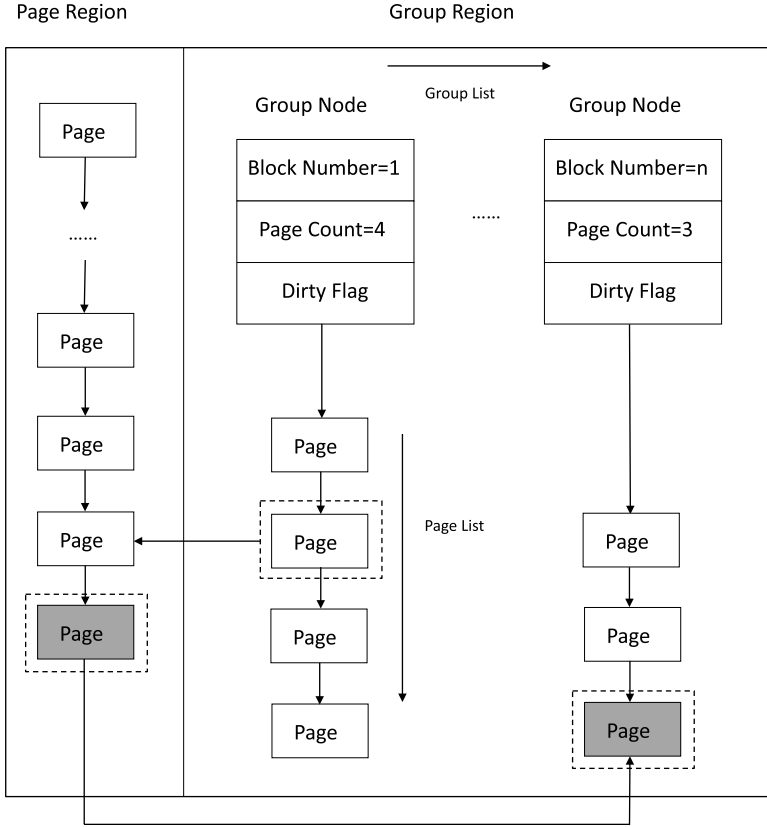 Page Region
Group Region
Group List
Group Node
Group Node
Page
Block Number=1
Block Number=n
......
Page Count=4
Page Count=3
......
Dirty Flag
Dirty Flag
Page
Page
Page
Page List
Page
Page
Page
Page
Page
Page
Page
Page
Page